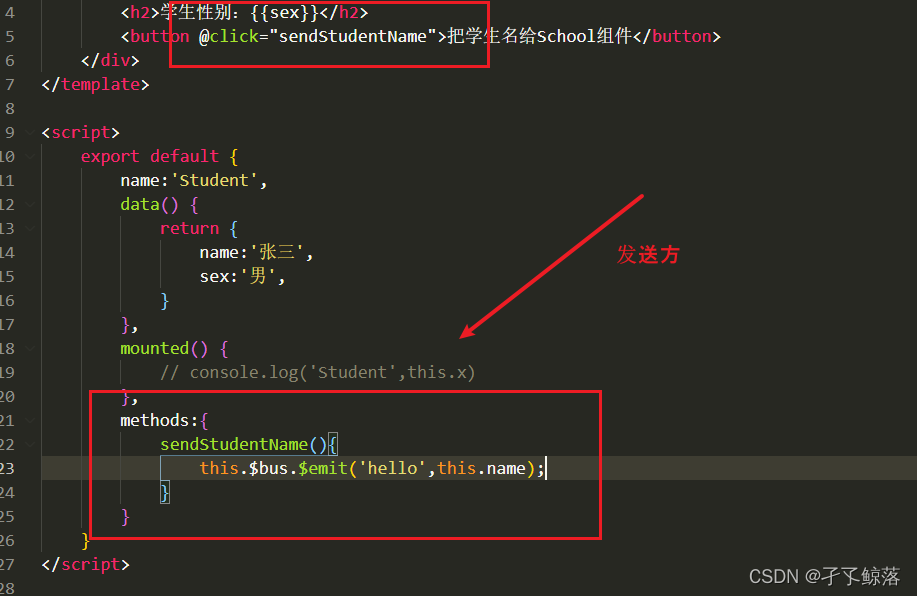 4 <h2>学生性别：{{sex}}</h2>
5 <button @click="sendStudentName">把学生名给School组件</button>
6 </div>
7 </template>
8
9 <script>
10 export default {
11 name:'Student',
12 data() {
13 return {
14 name:'张三',
15 sex:'男',
16 }
17 },
18 mounted() {
19 // console.log('Student',this.x)
20 },
21 methods:{
22 sendStudentName(){
23 this.$bus.$emit('hello',this.name);
24 }
25 }
26 }
27 </script>
28
发送方
CSDN @孑孓鲸落